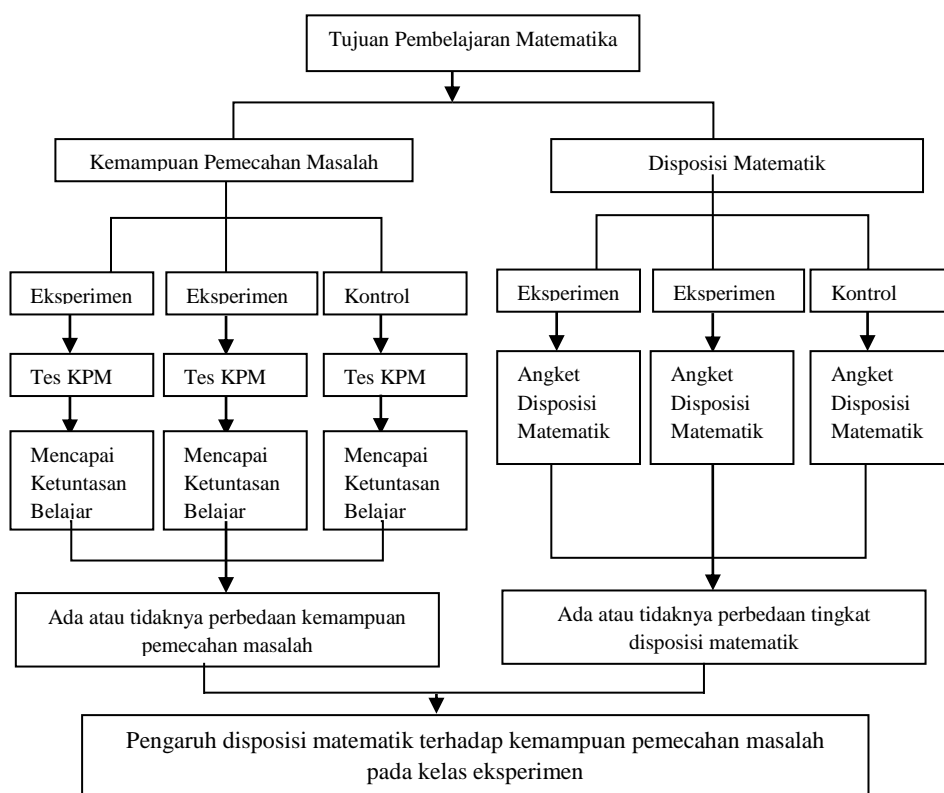 Tujuan Pembelajaran Matematika
Kemampuan Pemecahan Masalah
Disposisi Matematik
Eksperimen
Eksperimen
Kontrol
Eksperimen
Eksperimen
Kontrol
Tes KPM
Tes KPM
Tes KPM
Angket
Disposisi
Matematik
Angket
Disposisi
Matematik
Angket
Disposisi
Matematik
Mencapai
Ketuntasan
Belajar
Mencapai
Ketuntasan
Belajar
Mencapai
Ketuntasan
Belajar
Ada atau tidaknya perbedaan kemampuan
pemecahan masalah
Ada atau tidaknya perbedaan tingkat
disposisi matematik
Pengaruh disposisi matematik terhadap kemampuan pemecahan masalah
pada kelas eksperimen